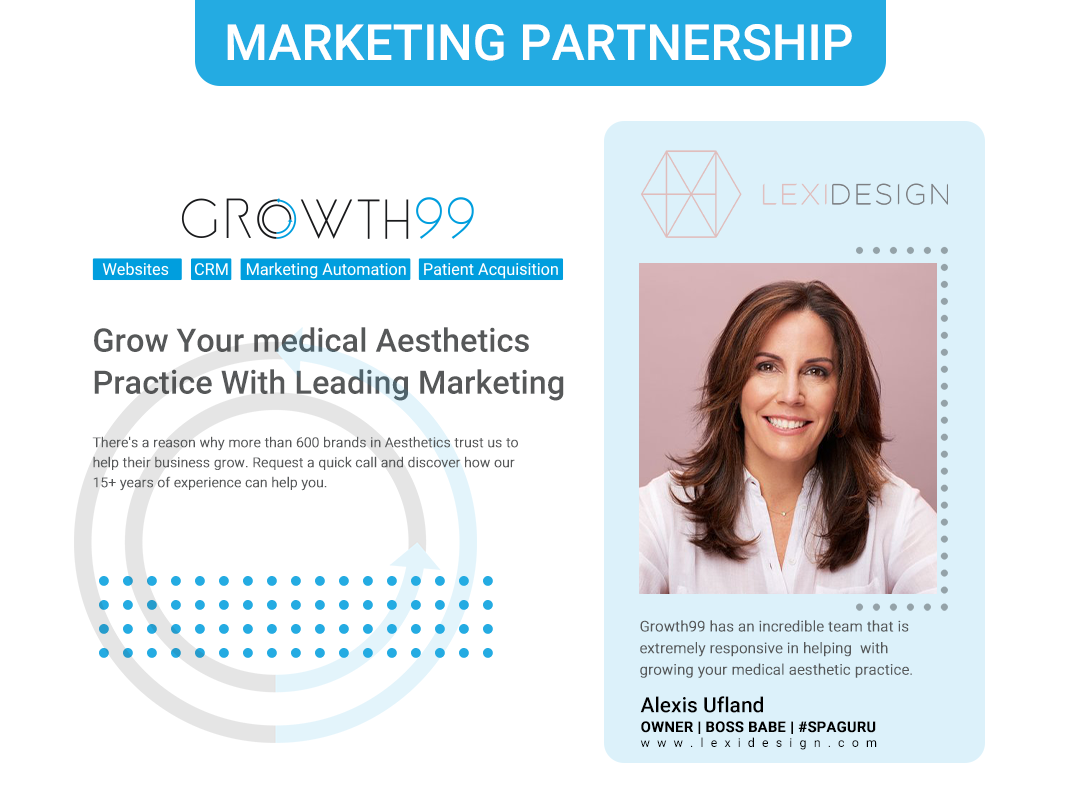 MARKETING PARTNERSHIP
GROWTH99
Websites CRM Marketing Automation Patient Acquisition
Grow Your medical Aesthetics
Practice With Leading Marketing
There's a reason why more than 600 brands in Aesthetics trust us to
help their business grow. Request a quick call and discover how our
15+ years of experience can help you.
LEXIDESIGN
Growth99 has an incredible team that is
extremely responsive in helping with
growing your medical aesthetic practice.
Alexis Ufland
OWNER | BOSS BABE | #SPAGURU
www.lexidesign.com